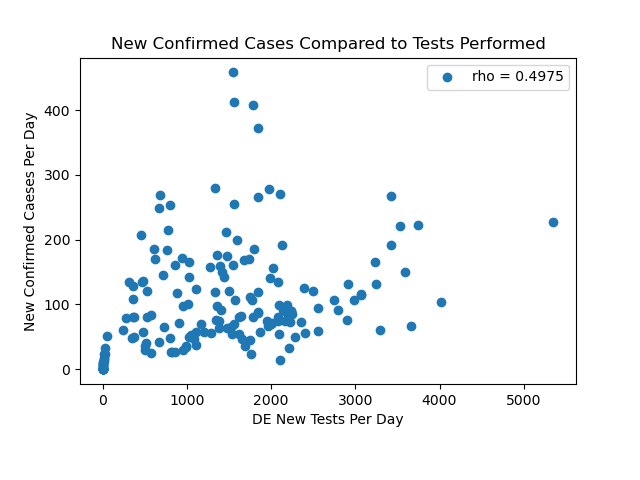 New Confirmed Cases Compared to Tests Performed
rho = 0.4975
New Confirmed Caeses Per Day
400
300
200
100
0
0 1000 2000 3000 4000 5000
DE New Tests Per Day